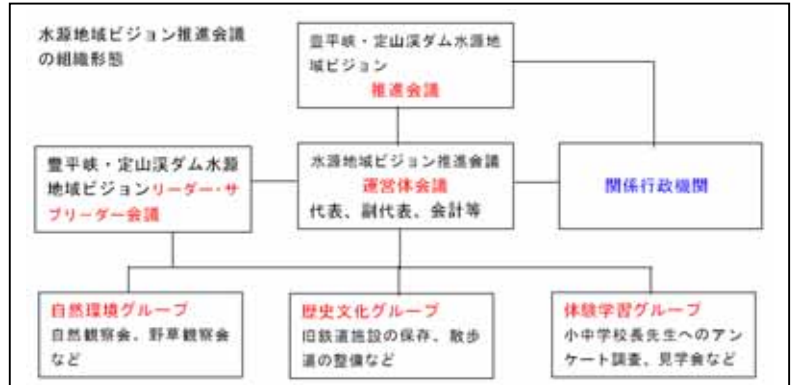 水源地域ビジョン推進会議
の組織形態
豊平峡・定山渓ダム水源地
域ビジョン
推進会議
豊平峡・定山渓ダム水源
地域ビジョンリーダー・サ
ブリーダー会議
水源地域ビジョン推進会議
運営体会議
代表、副代表、会計等
関係行政機関
自然環境グループ
自然観察会、野草観察会
など
歴史文化グループ
旧鉄道施設の保存、散歩
道の整備など
体験学習グループ
小中学校長先生へのアン
ケート調査、見学会など